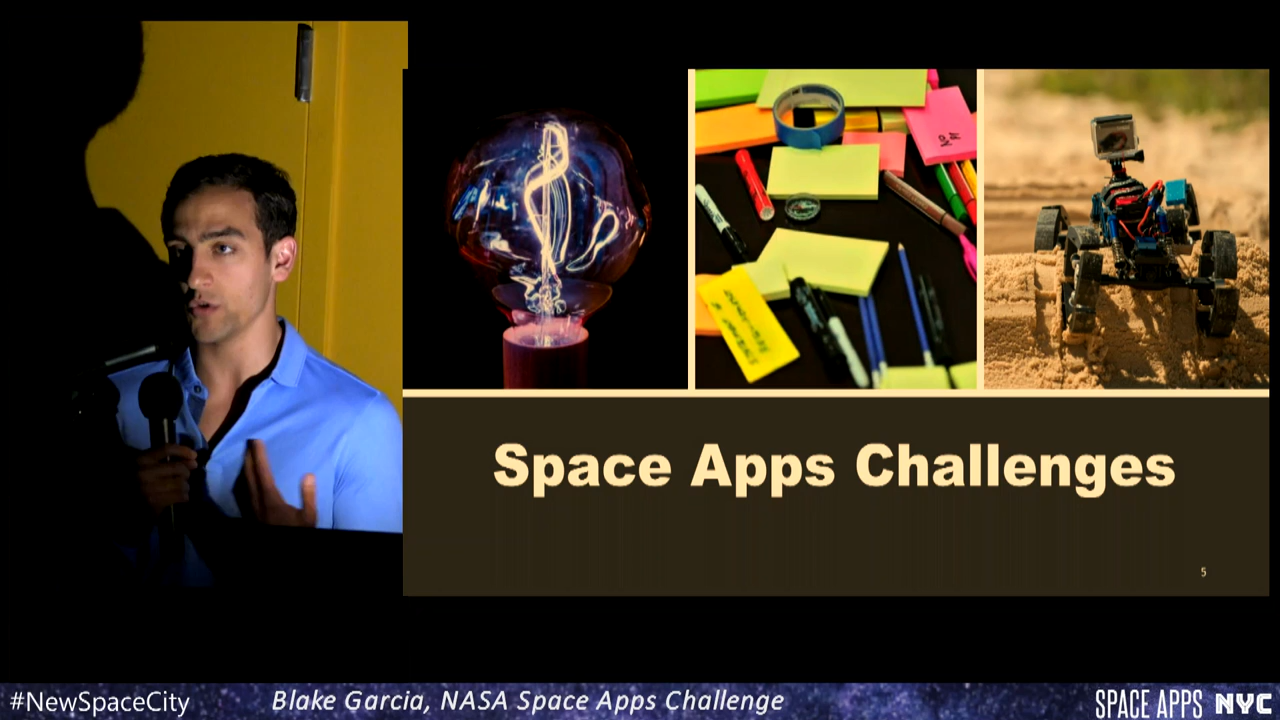 Space Apps Challenges
5
#NewSpaceCity
Blake Garcia, NASA Space Apps Challenge
SPACE APPS NYC